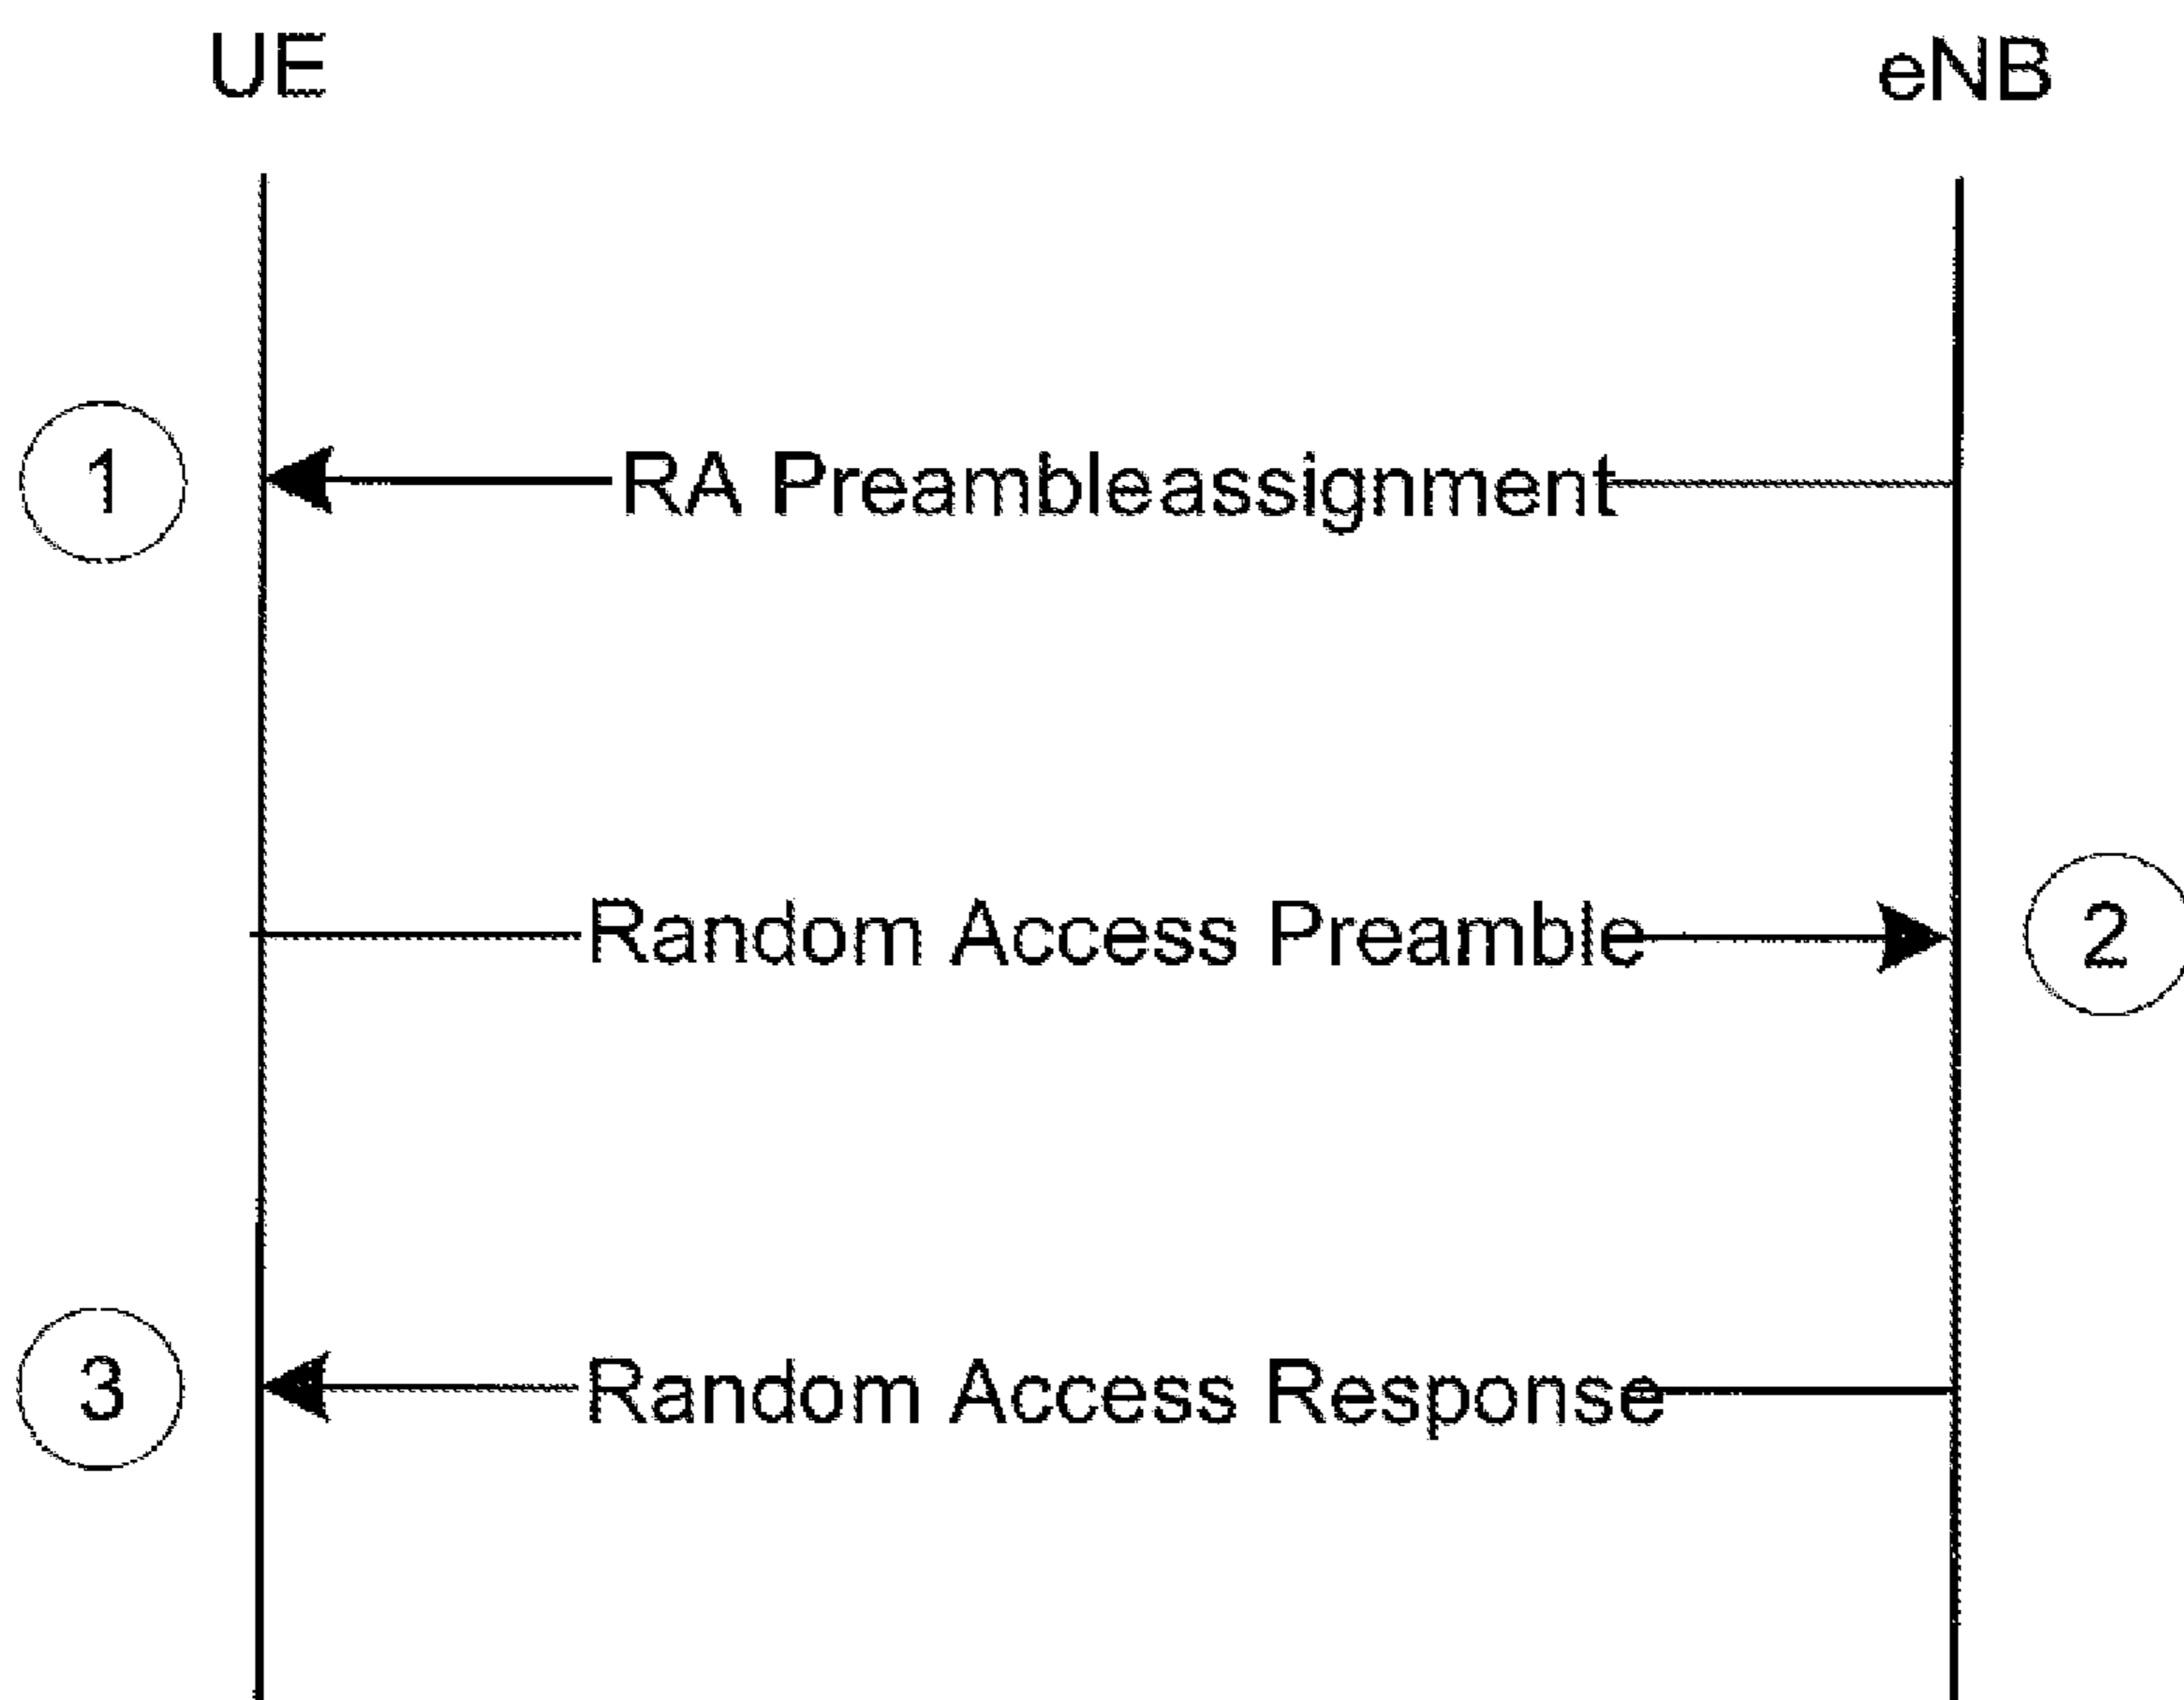 UE eNB
1 RA Preambleassignment
Random Access Preamble 2
3 Random Access Response